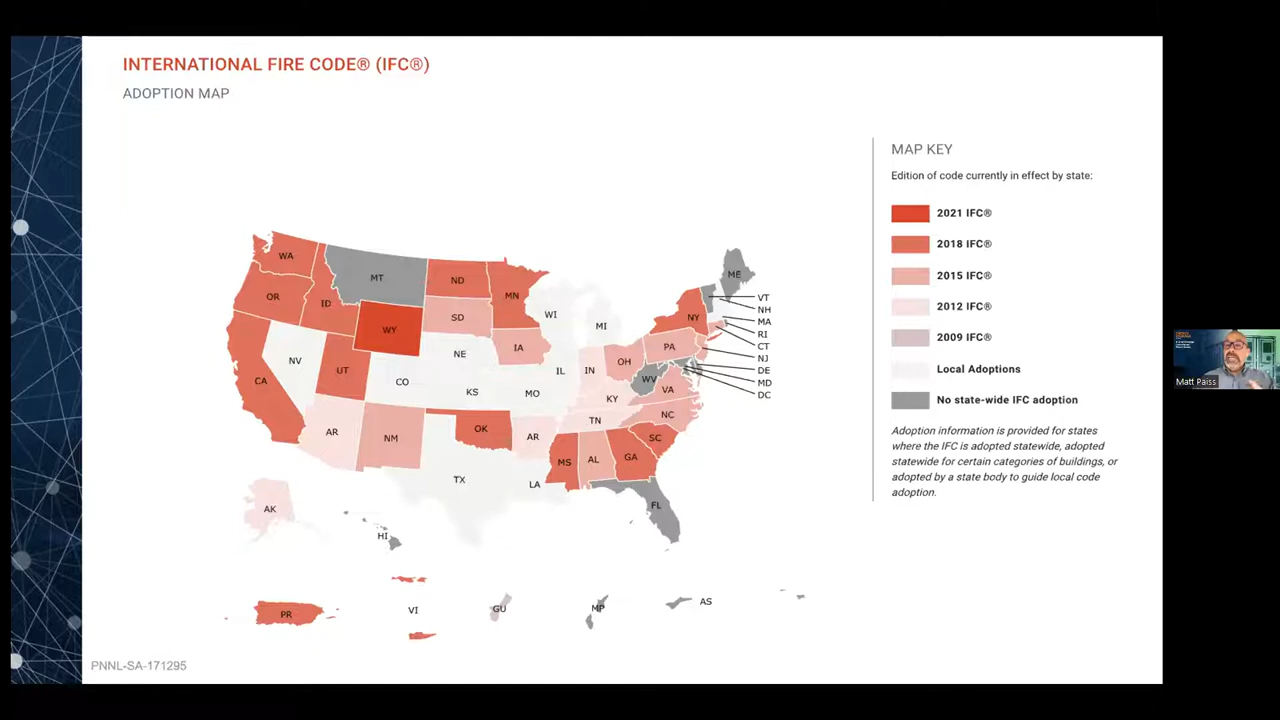 INTERNATIONAL FIRE CODE® (IFC®)
ADOPTION MAP
MAP KEY
Edition of code currently in effect by state:
2021 IFC®
2018 IFC®
2015 IFC®
2012 IFC®
2009 IFC®
Local Adoptions
No state-wide IFC adoption
Adoption information is provided for states
where the IFC is adopted statewide, adopted
statewide for certain categories of buildings, or
adopted by a state body to guide local code
adoption.
WA
MT
ND
MN
ME
OR
ID
WY
SD
WI
MI
NY
VT
NH
MA
RI
CT
NJ
DE
MD
DC
NV
UT
NE
IA
PA
CA
CO
KS
MO
IL
IN
OH
WV
VA
KY
NC
AR
NM
OK
AR
TN
SC
MS
AL
GA
TX
LA
FL
AK
HI
PR
VI
GU
MP
AS
PNNL-SA-171295
Matt Paiss